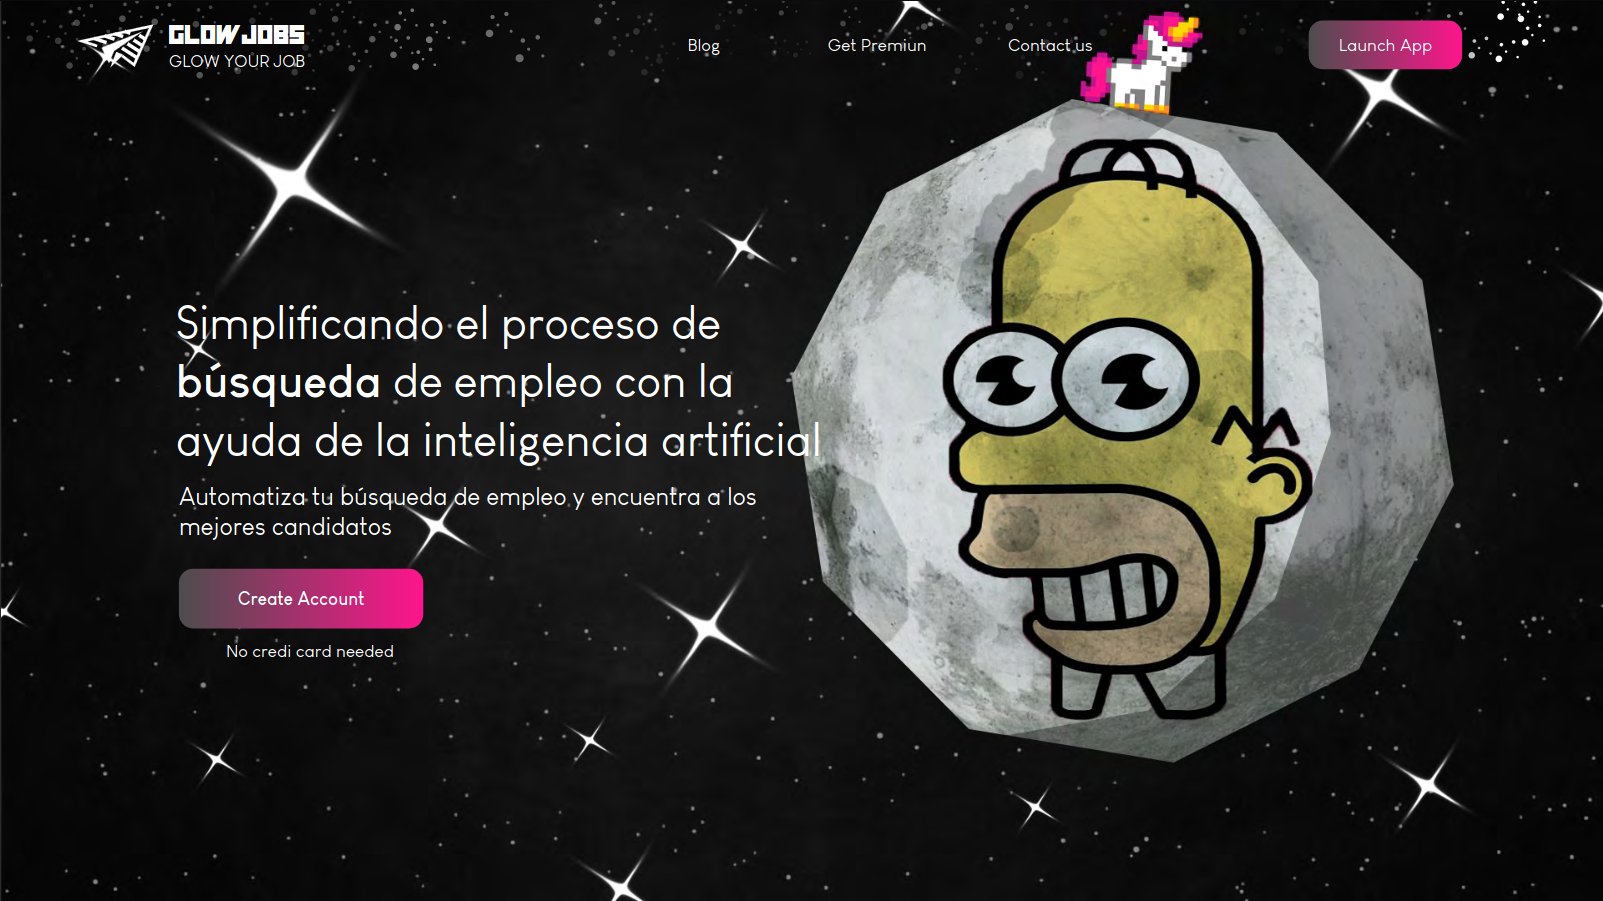 GLOW JOBS
GLOW YOUR JOB
Blog
Get Premiun
Contact us
Launch App
Simplificando el proceso de
búsqueda de empleo con la
ayuda de la inteligencia artificial
Automatiza tu búsqueda de empleo y encuentra a los
mejores candidatos
Create Account
No credi card needed